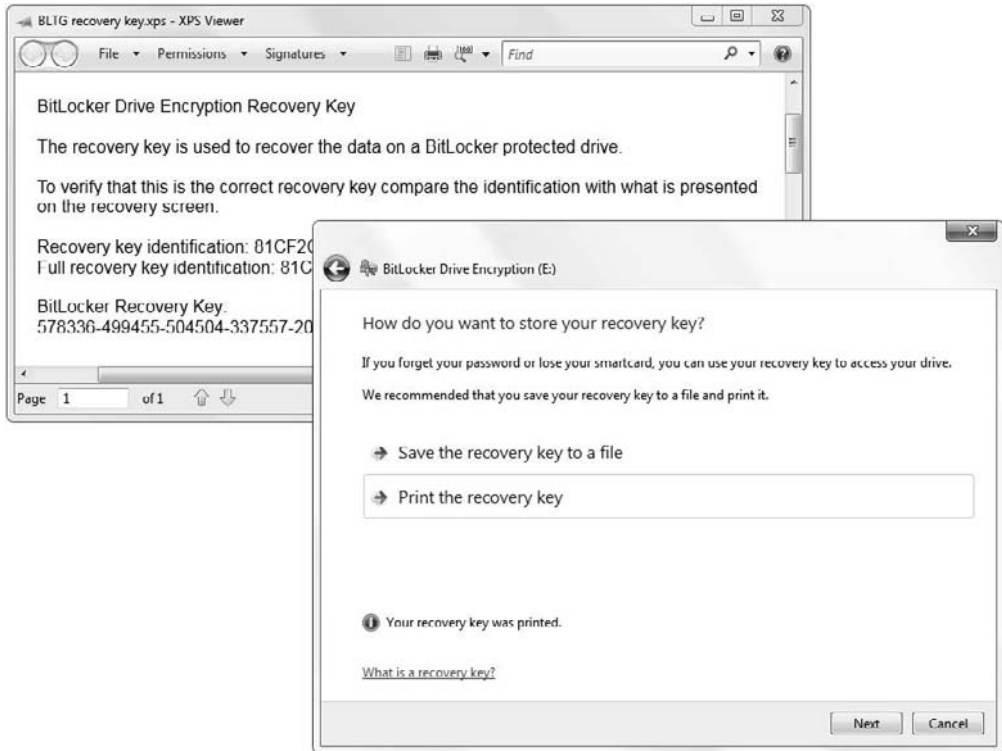 BLTG recovery key.xps - XPS Viewer
File Permissions Signatures Find
BitLocker Drive Encryption Recovery Key
The recovery key is used to recover the data on a BitLocker protected drive.
To verify that this is the correct recovery key compare the identification with what is presented
on the recovery screen.
Recovery key identification: 81CF2C
Full recovery key identification: 81C
BitLocker Recovery Key.
578336-499455-504504-337557-20
Page 1 of 1
BitLocker Drive Encryption (E:)
How do you want to store your recovery key?
If you forget your password or lose your smartcard, you can use your recovery key to access your drive.
We recommended that you save your recovery key to a file and print it.
Save the recovery key to a file
Print the recovery key
Your recovery key was printed.
What is a recovery key?
Next Cancel